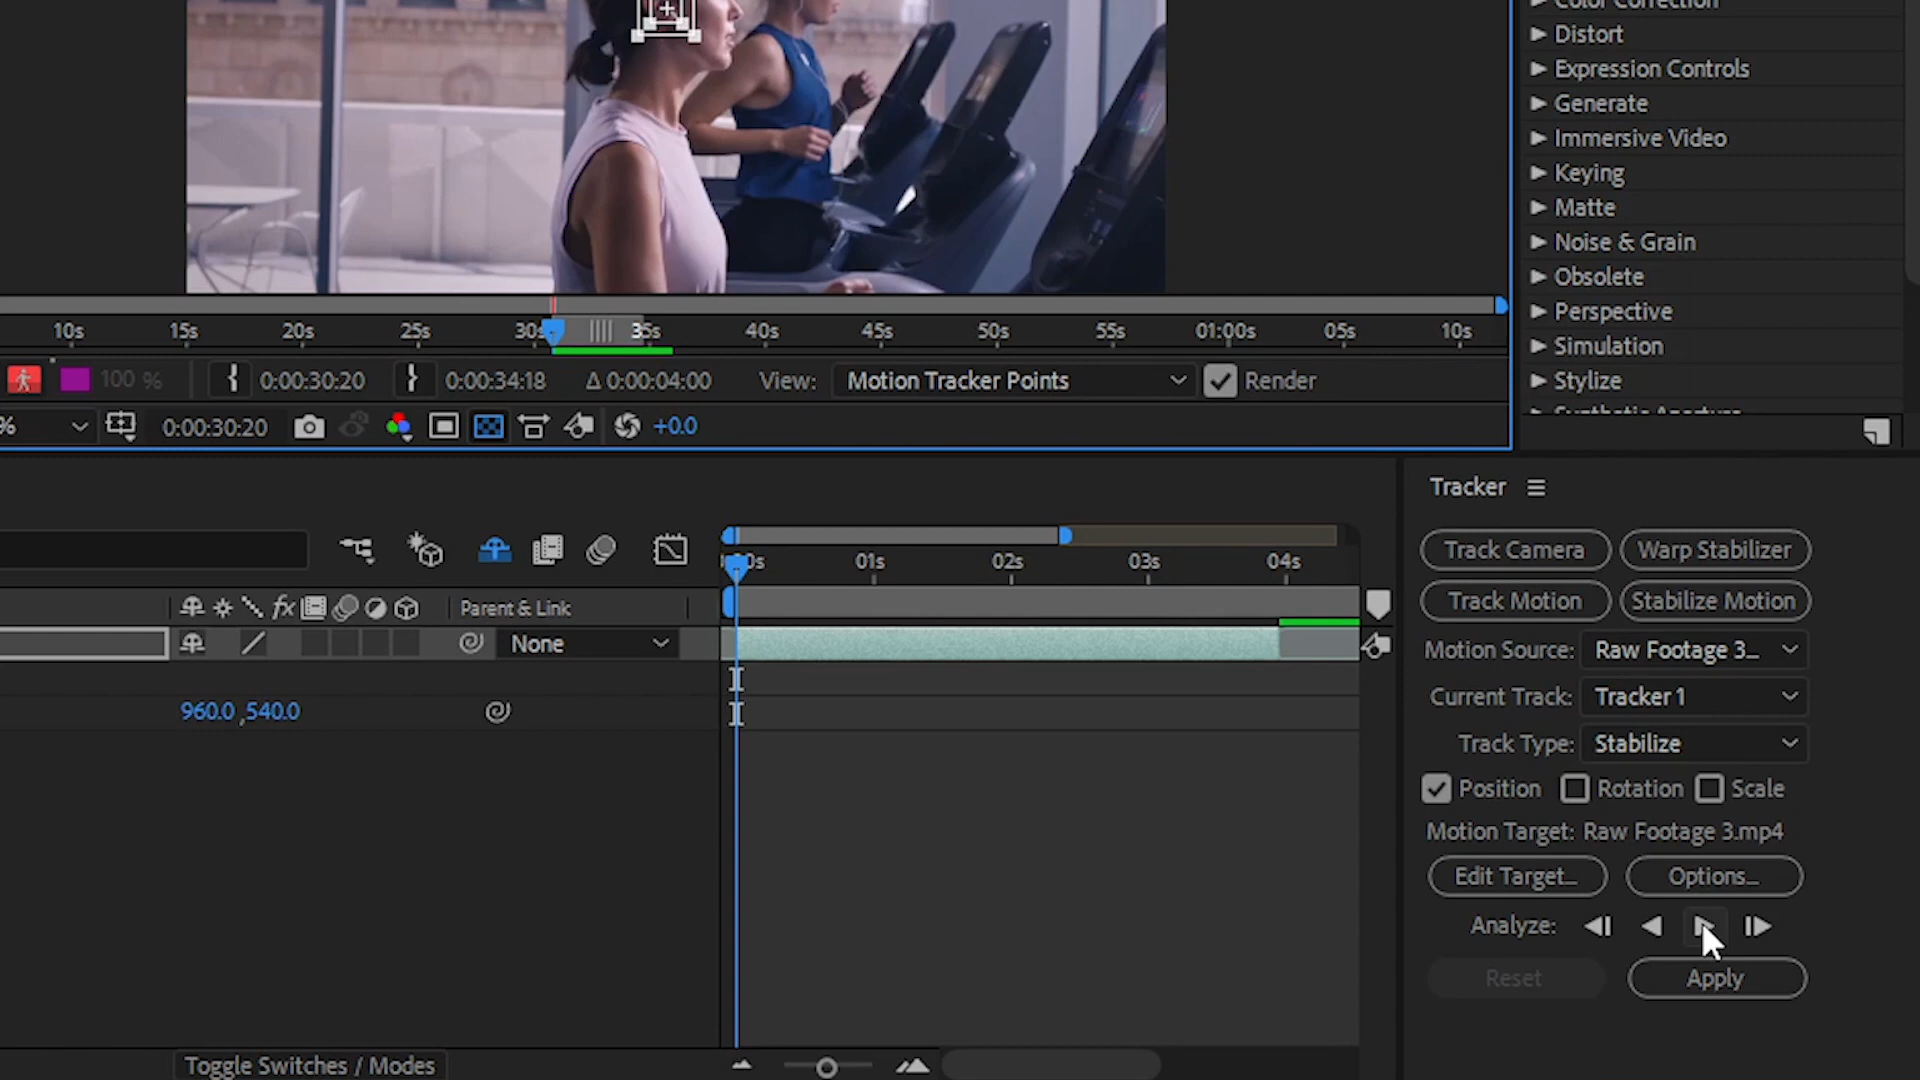 Color Correction
Distort
Expression Controls
Generate
Immersive Video
Keying
Matte
Noise & Grain
Obsolete
Perspective
Simulation
Stylize
10s 15s 20s 25s 30s 35s 40s 45s 50s 55s 01:00s 05s 10s
100 % { 0:00:30:20 } 0:00:34:18 Δ 0:00:04:00 View: Motion Tracker Points Render
% 0:00:30:20 +0.0
Tracker
Track Camera Warp Stabilizer
01s 02s 03s 04s
Track Motion Stabilize Motion
fx Parent & Link
None
Motion Source: Raw Footage 3...
Current Track: Tracker 1
960.0 ,540.0
Track Type: Stabilize
Position Rotation Scale
Motion Target: Raw Footage 3.mp4
Edit Target... Options...
Analyze:
Reset Apply
Toggle Switches / Modes